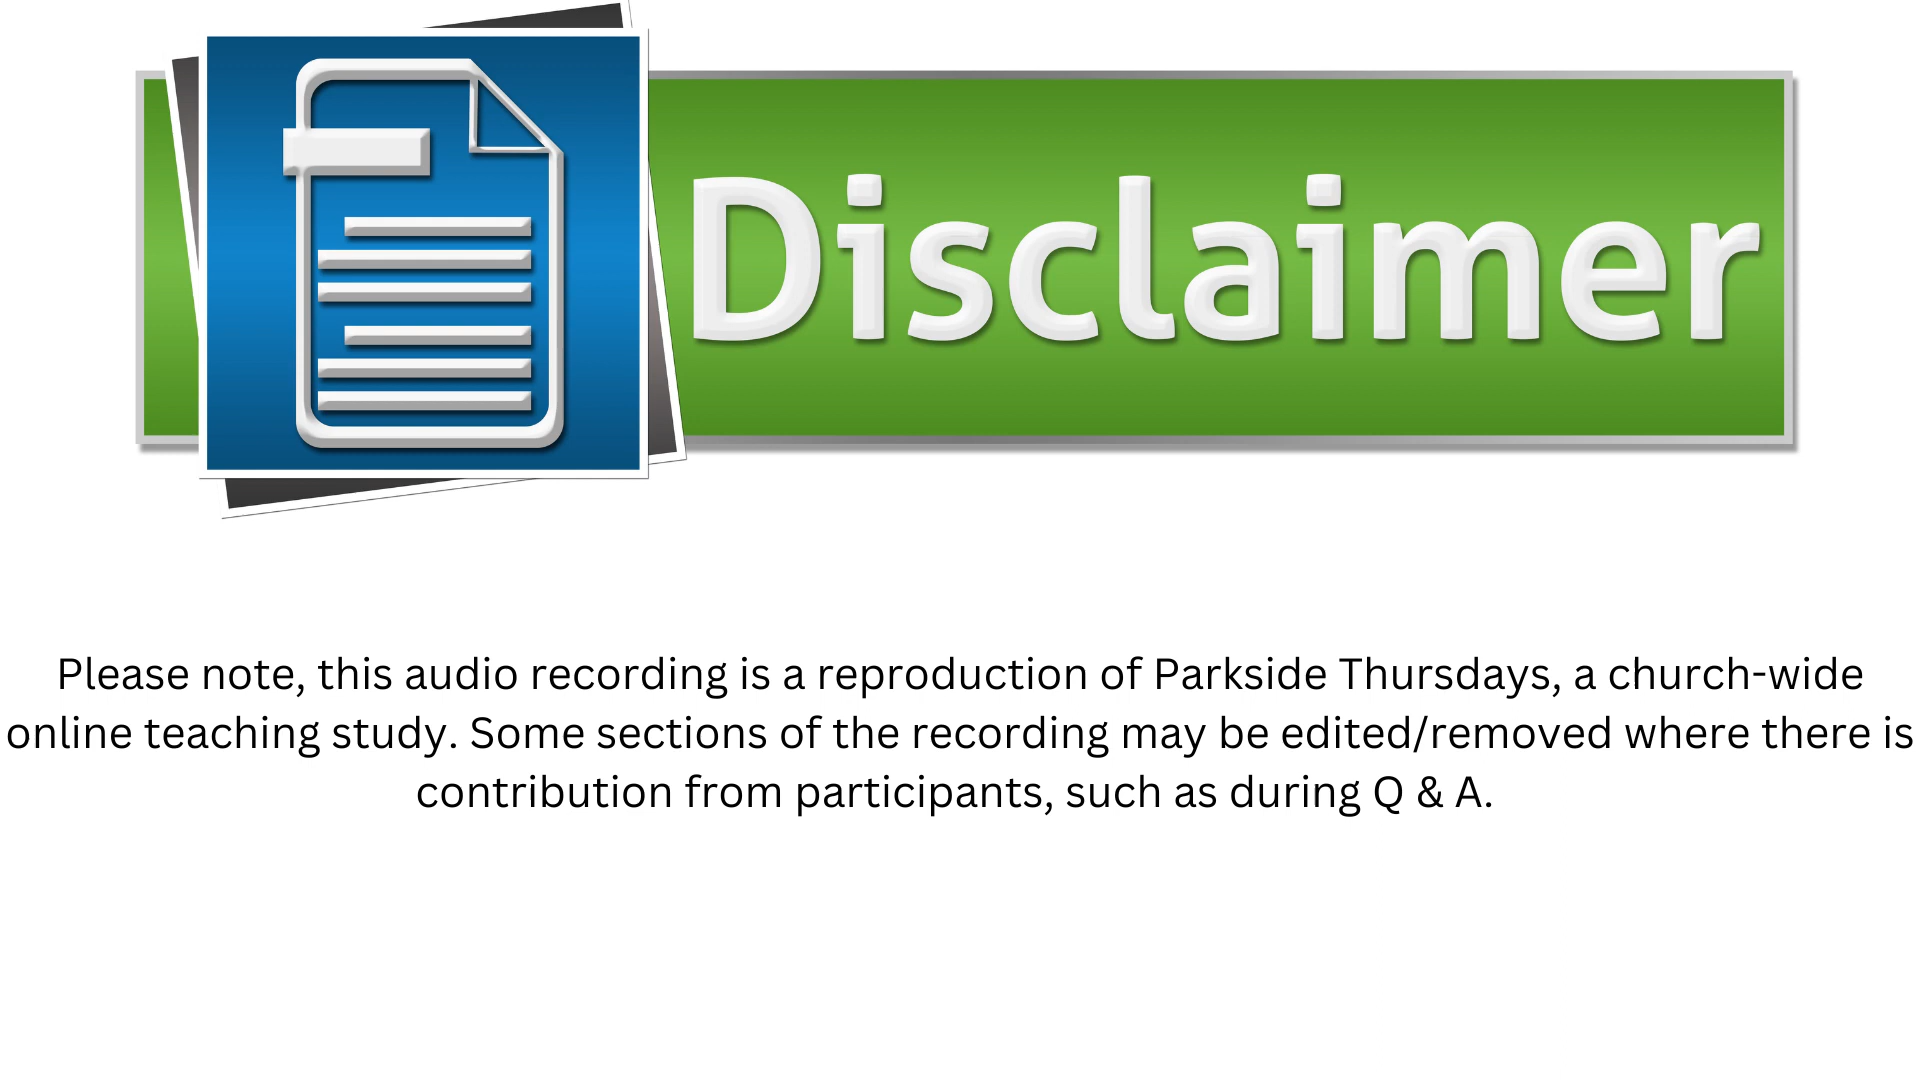 Disclaimer
Please note, this audio recording is a reproduction of Parkside Thursdays, a church-wide
online teaching study. Some sections of the recording may be edited/removed where there is
contribution from participants, such as during Q & A.